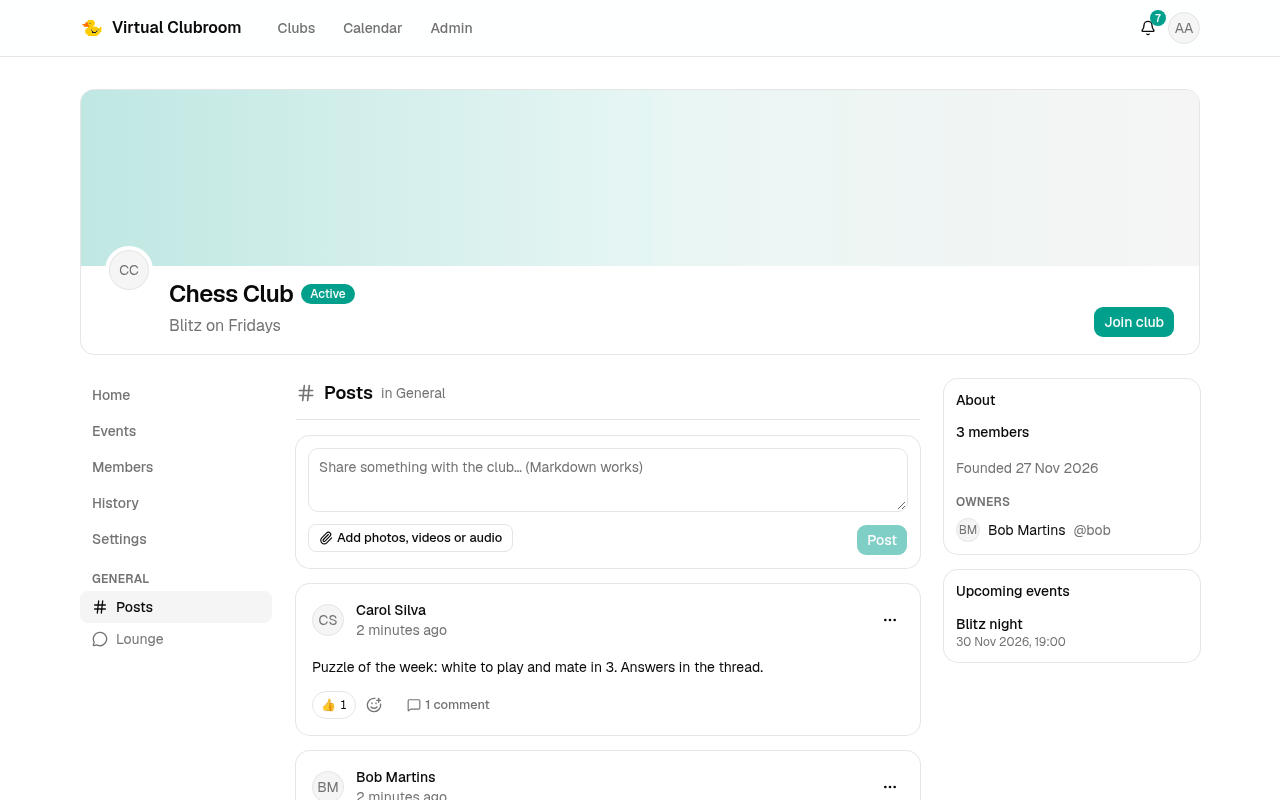 Virtual Clubroom
Clubs
Calendar
Admin
7
AA
CC
Chess Club
Active
Blitz on Fridays
Join club
Home
Events
Members
History
Settings
GENERAL
Posts
Lounge
Posts in General
Share something with the club… (Markdown works)
Add photos, videos or audio
Post
CS
Carol Silva
2 minutes ago
Puzzle of the week: white to play and mate in 3. Answers in the thread.
1
1 comment
BM
Bob Martins
2 minutes ago
About
3 members
Founded 27 Nov 2026
OWNERS
BM Bob Martins @bob
Upcoming events
Blitz night
30 Nov 2026, 19:00